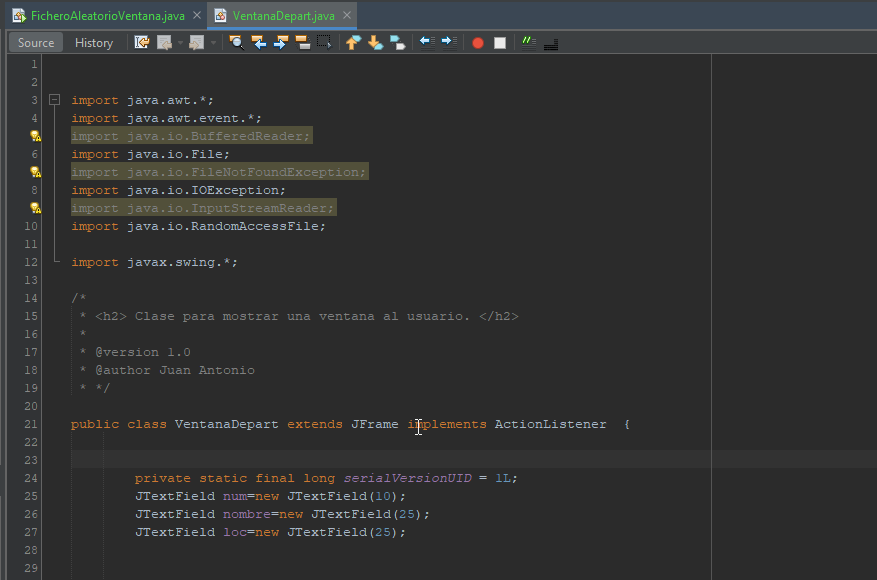 FicheroAleatorioVentana.java × VentanaDepart.java ×
Source History
1
2
3 import java.awt.*;
4 import java.awt.event.*;
import java.io.BufferedReader;
6 import java.io.File;
import java.io.FileNotFoundException;
8 import java.io.IOException;
import java.io.InputStreamReader;
10 import java.io.RandomAccessFile;
11
12 import javax.swing.*;
13
14 /*
15 * <h2> Clase para mostrar una ventana al usuario. </h2>
16 *
17 * @version 1.0
18 * @author Juan Antonio
19 * */
20
21 public class VentanaDepart extends JFrame implements ActionListener {
22
23
24 private static final long serialVersionUID = 1L;
25 JTextField num=new JTextField(10);
26 JTextField nombre=new JTextField(25);
27 JTextField loc=new JTextField(25);
28
29